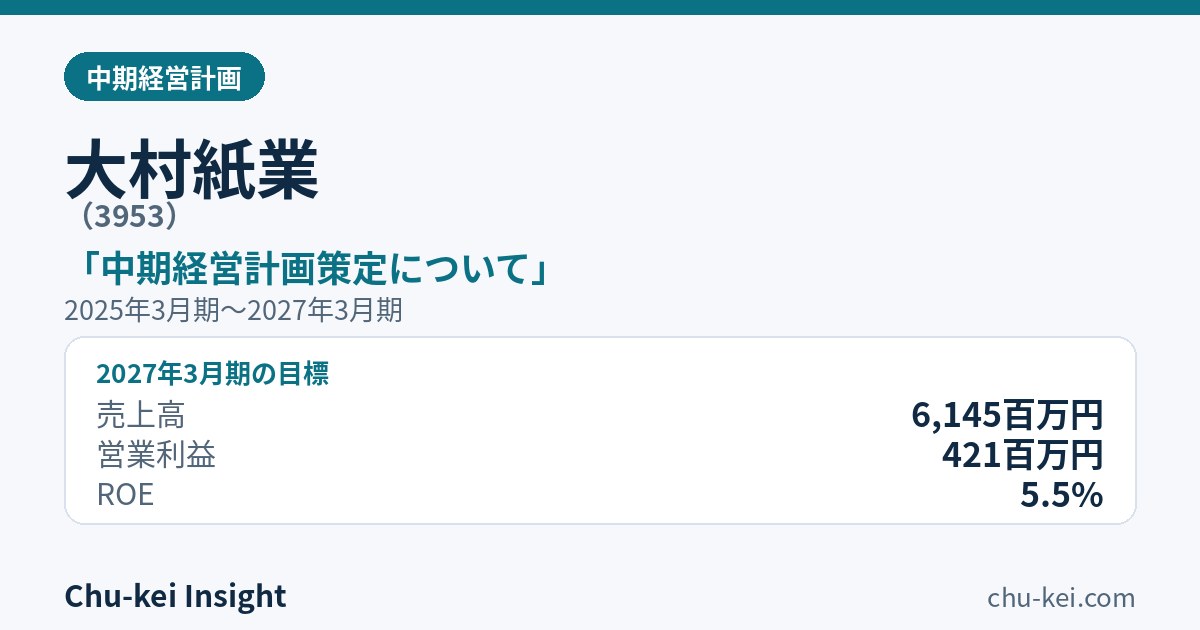 中期経営計画
大村紙業
（3953）
「中期経営計画策定について」
2025年3月期～2027年3月期
2027年3月期の目標
売上高 6,145百万円
営業利益 421百万円
ROE 5.5%
Chu-kei Insight chu-kei.com